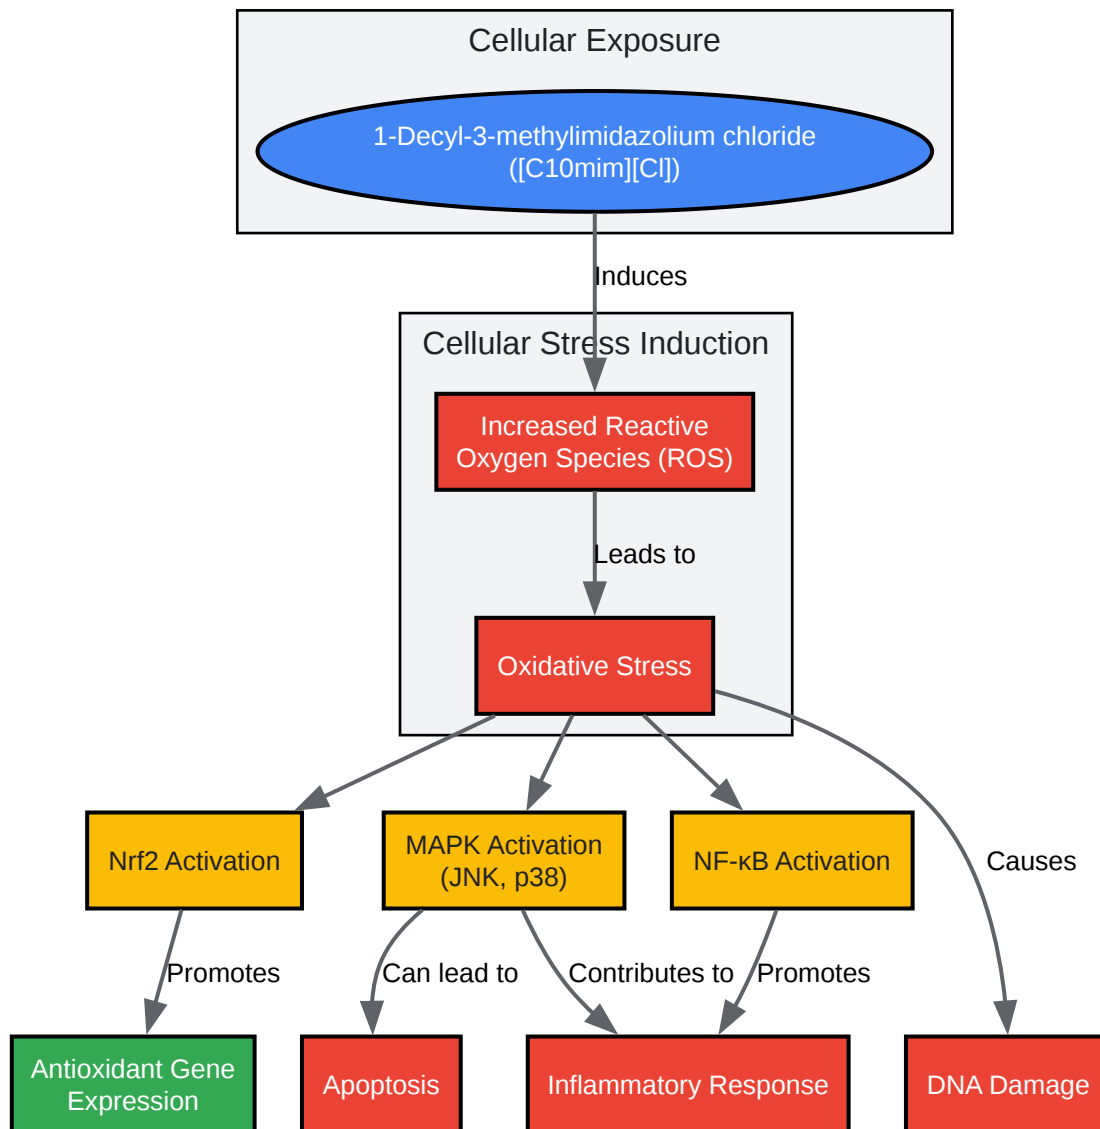 Cellular Exposure
1-Decyl-3-methylimidazolium chloride
([C10mim][Cl])
Induces
Cellular Stress Induction
Increased Reactive
Oxygen Species (ROS)
Leads to
Oxidative Stress
Nrf2 Activation
MAPK Activation
(JNK, p38)
NF-κB Activation
Causes
Promotes
Can lead to
Contributes to
Promotes
Antioxidant Gene
Expression
Apoptosis
Inflammatory Response
DNA Damage